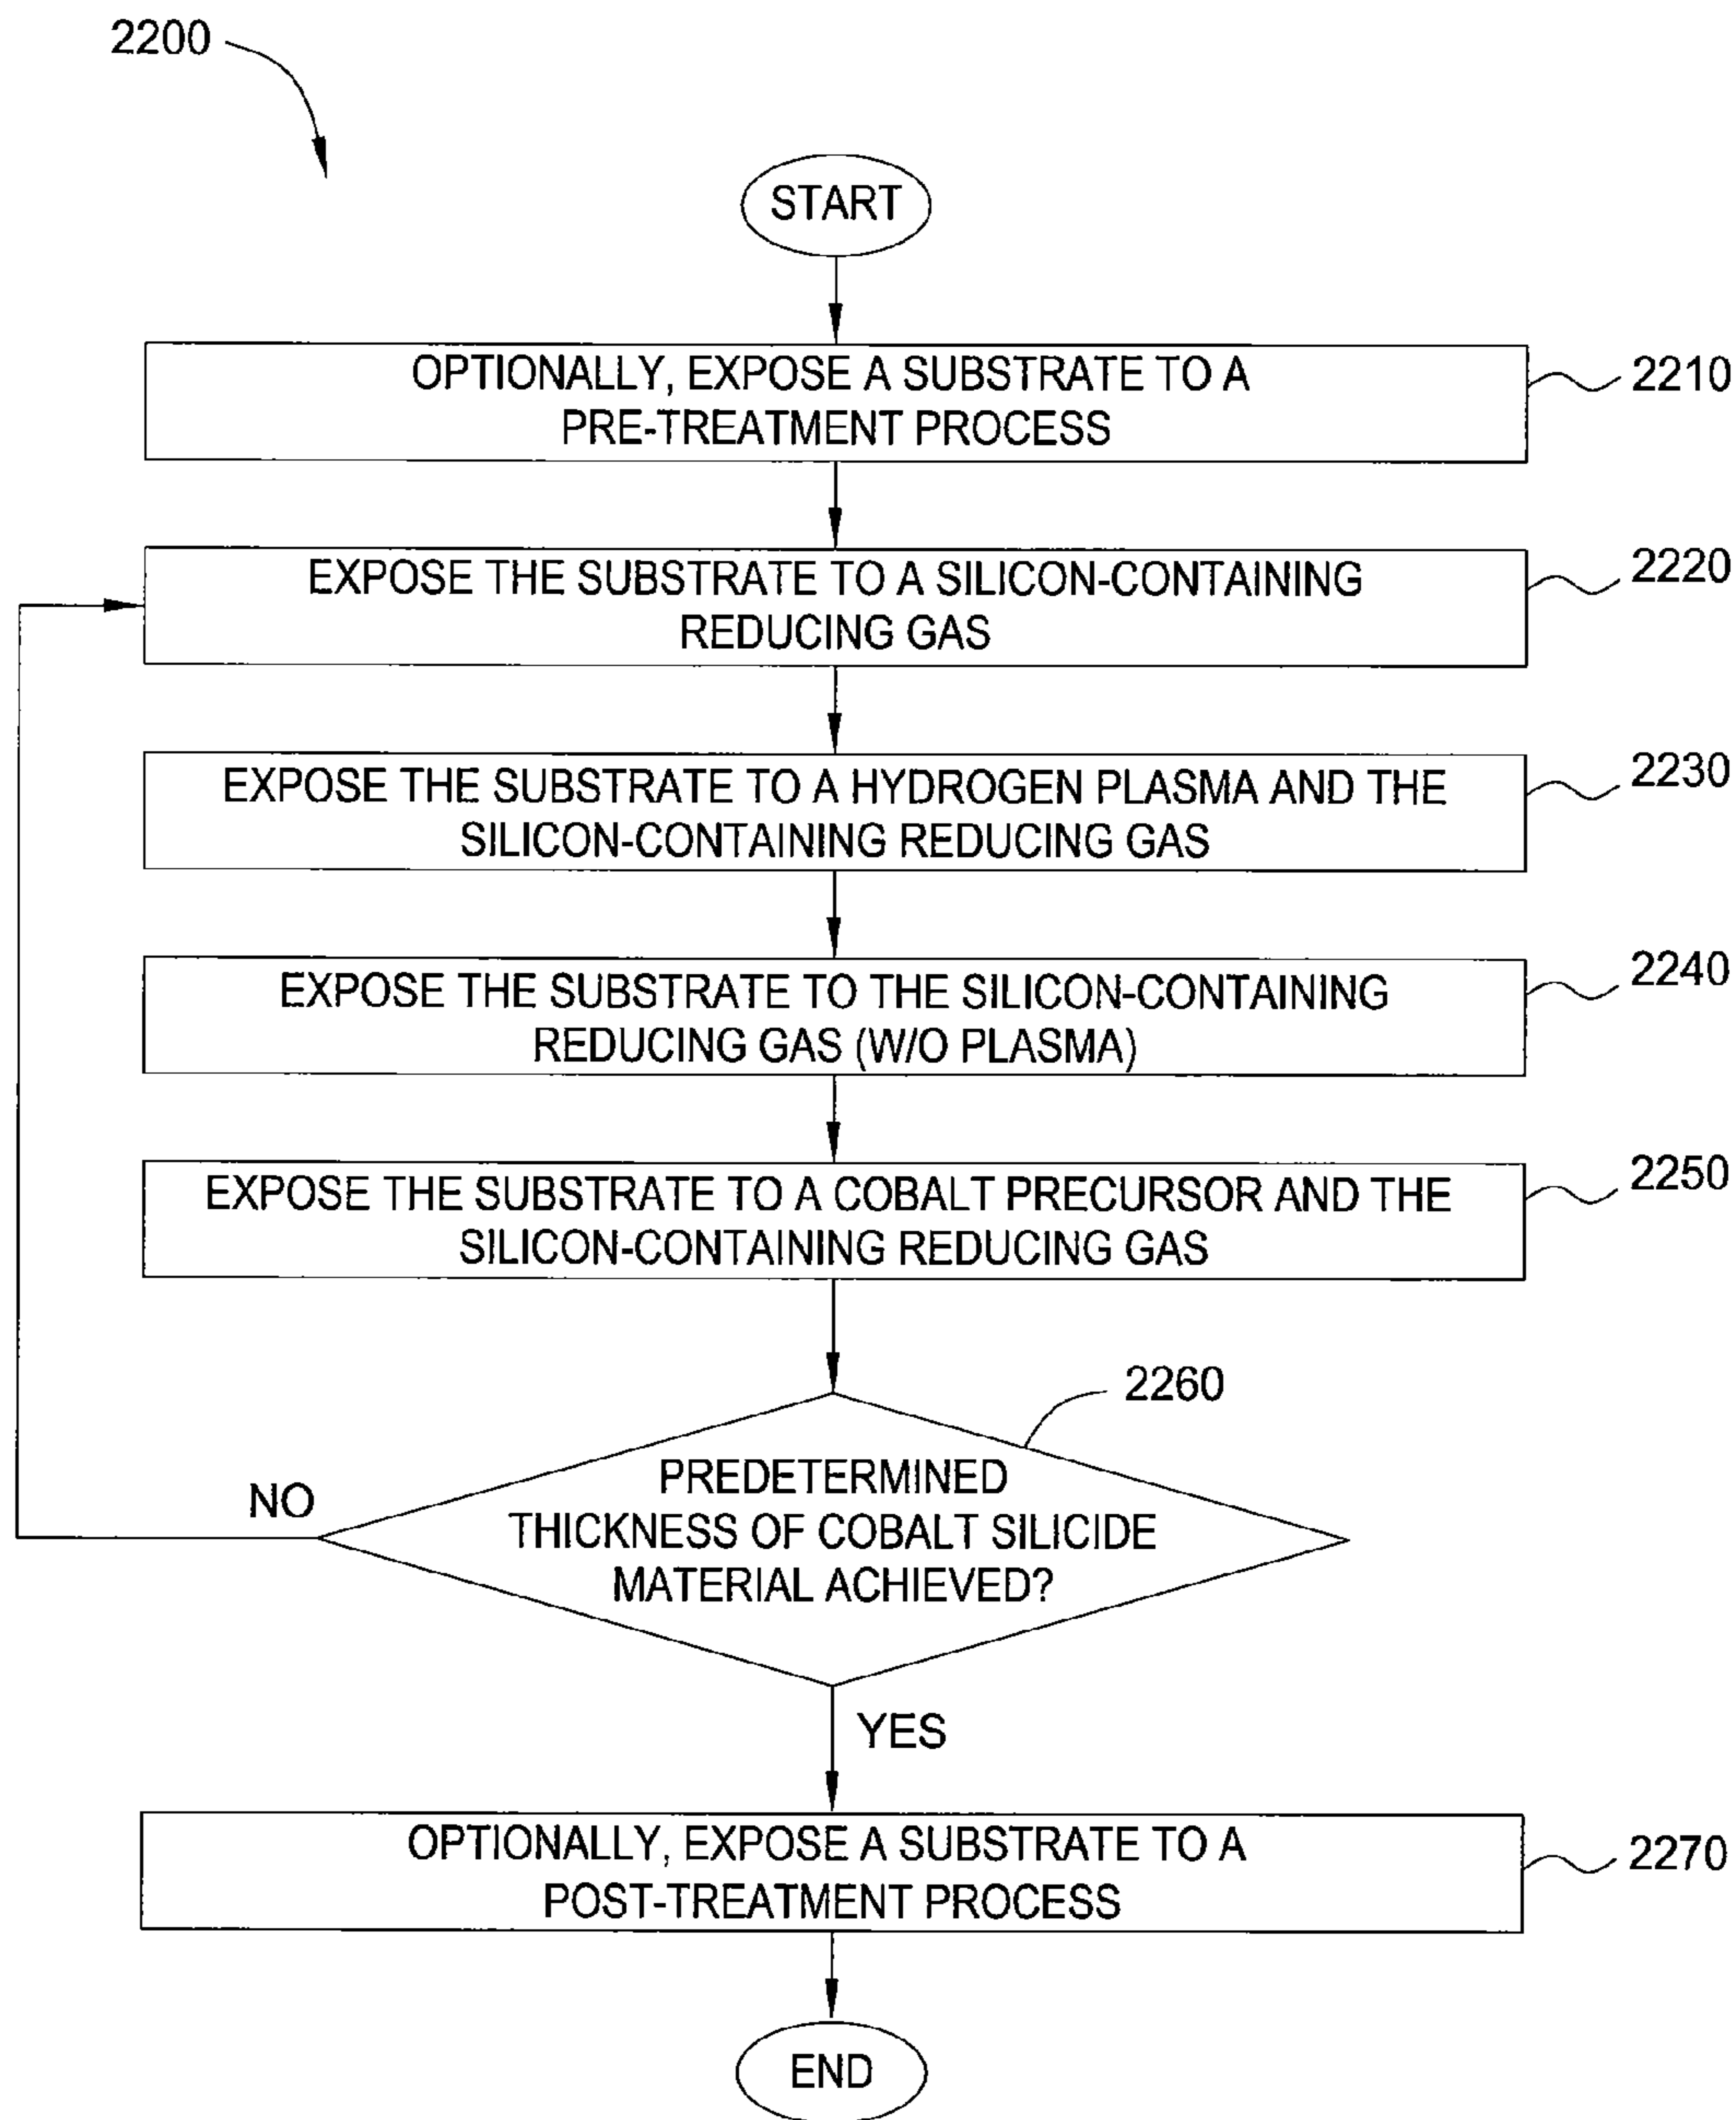 2200
START
OPTIONALLY, EXPOSE A SUBSTRATE TO A
PRE-TREATMENT PROCESS
2210
EXPOSE THE SUBSTRATE TO A SILICON-CONTAINING
REDUCING GAS
2220
EXPOSE THE SUBSTRATE TO A HYDROGEN PLASMA AND THE
SILICON-CONTAINING REDUCING GAS
2230
EXPOSE THE SUBSTRATE TO THE SILICON-CONTAINING
REDUCING GAS (W/O PLASMA)
2240
EXPOSE THE SUBSTRATE TO A COBALT PRECURSOR AND THE
SILICON-CONTAINING REDUCING GAS
2250
2260
PREDETERMINED
THICKNESS OF COBALT SILICIDE
MATERIAL ACHIEVED?
NO
YES
OPTIONALLY, EXPOSE A SUBSTRATE TO A
POST-TREATMENT PROCESS
2270
END